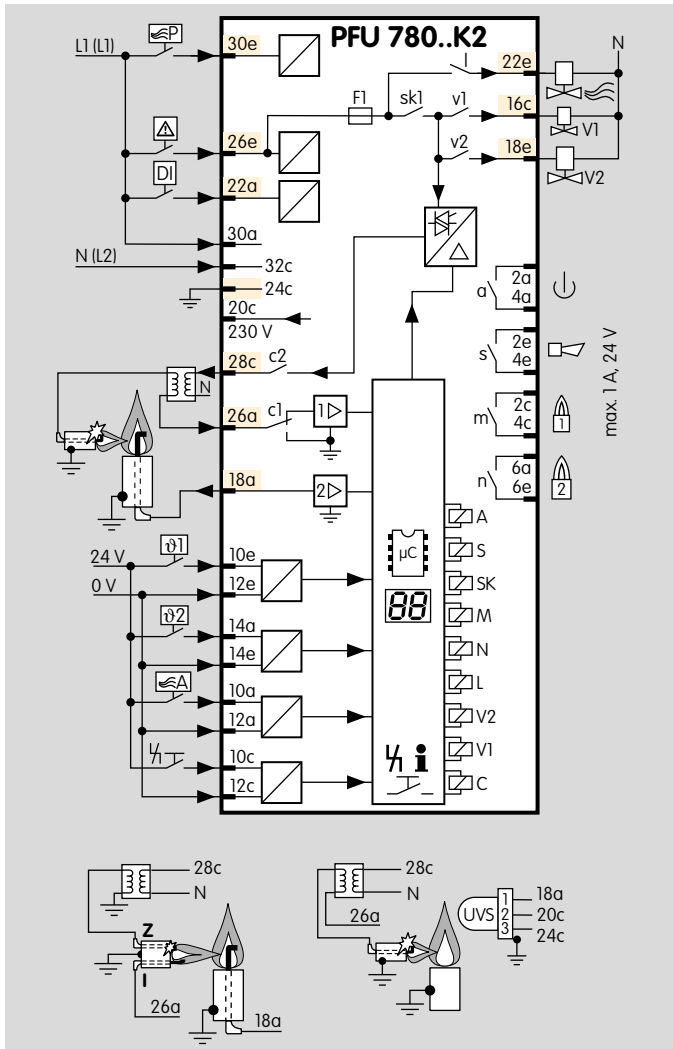 PFU 780..K2
L1 (L1)
P
30e
l
22e
N
F1
sk1
v1
16c
V1
26e
DI
22a
v2
18e
V2
30a
N (L2)
32c
24c
20c
230 V
28c
c2
N
26a
c1
1
18a
2
a
2a
4a
s
2e
4e
m
2c
4c
1
n
6a
6e
2
max. 1 A, 24 V
µC
88
A
S
SK
M
N
L
V2
V1
C
24 V
ϑ1
10e
0 V
12e
ϑ2
14a
14e
A
10a
12a
10c
12c
i
28c
N
Z
I
26a
18a
28c
N
26a
UVS
1
2
3
18a
20c
24c